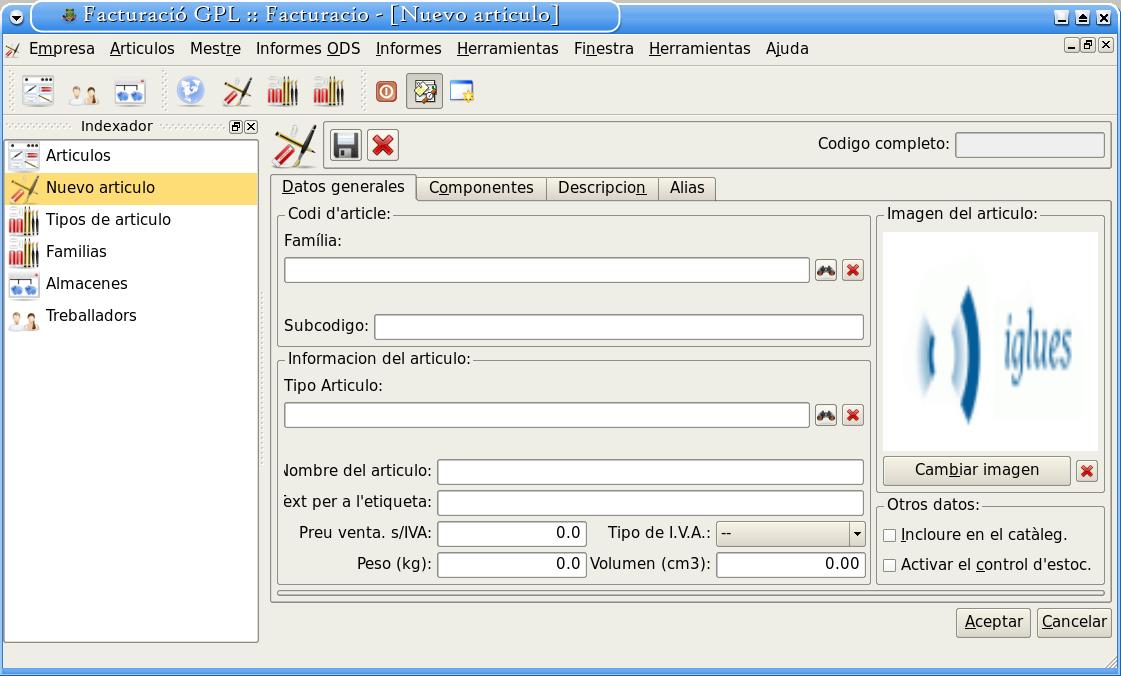 Facturació GPL :: Facturacio - [Nuevo articulo]
Empresa Articulos Mestre Informes ODS Informes Herramientas Finestra Herramientas Ajuda
Indexador
Articulos
Nuevo articulo
Tipos de articulo
Familias
Almacenes
Treballadors
Codigo completo:
Datos generales Componentes Descripcion Alias
Codi d'article:
Família:
Subcodigo:
Informacion del articulo:
Tipo Articulo:
Nombre del articulo:
Text per a l'etiqueta:
Preu venta. s/IVA: 0.0 Tipo de I.V.A.: --
Peso (kg): 0.0 Volumen (cm3): 0.00
Imagen del articulo:
iglues
Cambiar imagen
Otros datos:
Incloure en el catàleg.
Activar el control d'estoc.
Aceptar Cancelar